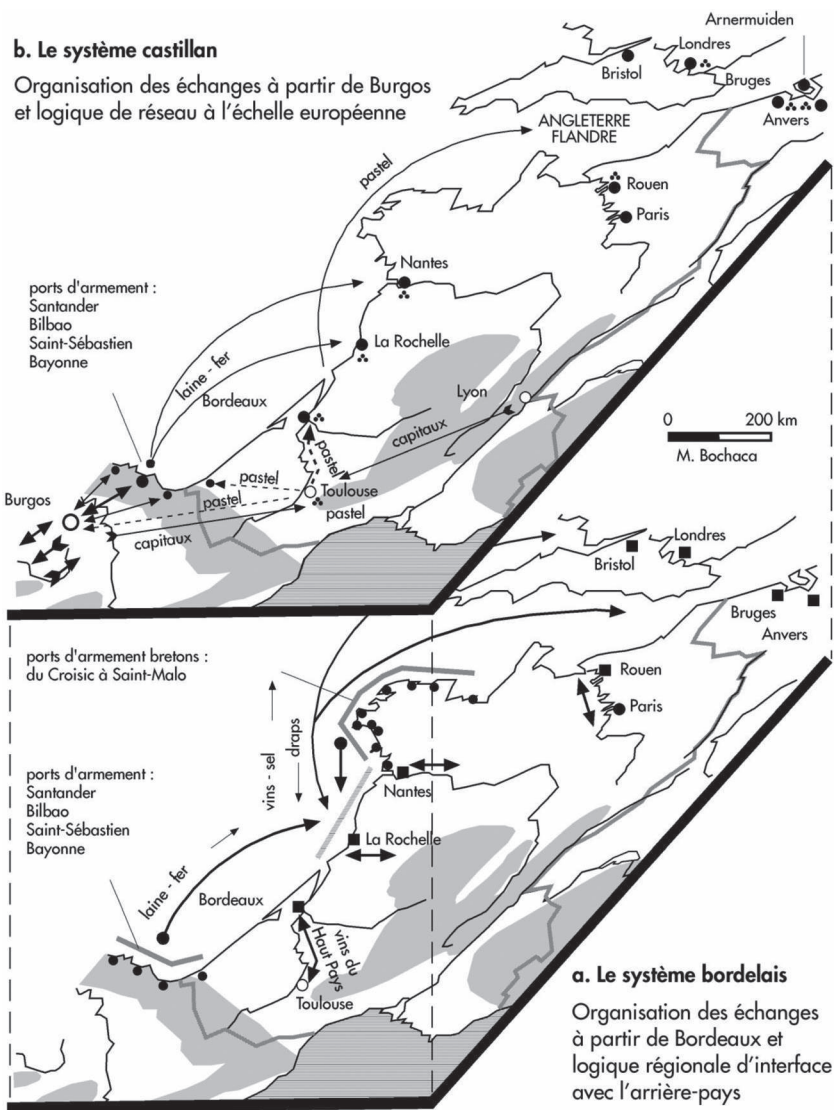 b. Le système castillan
Organisation des échanges à partir de Burgos
et logique de réseau à l'échelle européenne
Arnermuiden
Londres
Bristol
Bruges
Anvers
ANGLETERRE
FLANDRE
pastel
Rouen
Paris
Nantes
ports d'armement :
Santander
Bilbao
Saint-Sébastien
Bayonne
La Rochelle
laine - fer
Bordeaux
Lyon
capitaux
0 200 km
M. Bochaca
pastel
pastel
Toulouse
Burgos
pastel
pastel
capitaux
Londres
Bristol
Bruges
Anvers
ports d'armement bretons :
du Croisic à Saint-Malo
Rouen
Paris
vins - sel
draps
ports d'armement :
Santander
Bilbao
Saint-Sébastien
Bayonne
Nantes
La Rochelle
laine - fer
Bordeaux
vins du
Haut Pays
Toulouse
a. Le système bordelais
Organisation des échanges
à partir de Bordeaux et
logique régionale d'interface
avec l'arrière-pays